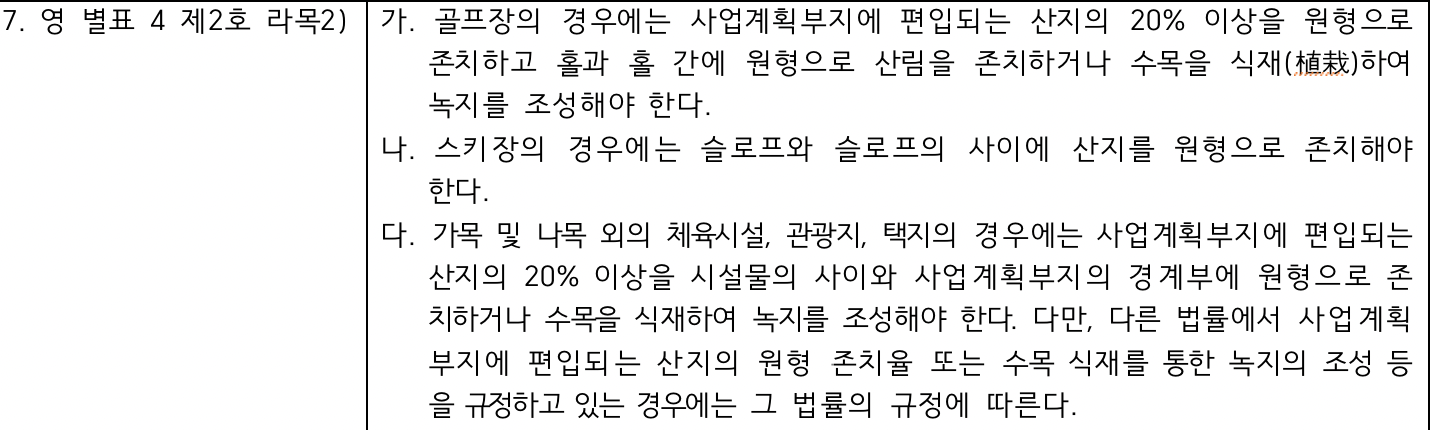 7. 영 별표 4 제2호 라목2)
가. 골프장의 경우에는 사업계획부지에 편입되는 산지의 20% 이상을 원형으로
존치하고 홀과 홀 간에 원형으로 산림을 존치하거나 수목을 식재(植栽)하여
녹지를 조성해야 한다.
나. 스키장의 경우에는 슬로프와 슬로프의 사이에 산지를 원형으로 존치해야
한다.
다. 가목 및 나목 외의 체육시설, 관광지, 택지의 경우에는 사업계획부지에 편입되는
산지의 20% 이상을 시설물의 사이와 사업계획부지의 경계부에 원형으로 존
치하거나 수목을 식재하여 녹지를 조성해야 한다. 다만, 다른 법률에서 사업계획
부지에 편입되는 산지의 원형 존치율 또는 수목 식재를 통한 녹지의 조성 등
을 규정하고 있는 경우에는 그 법률의 규정에 따른다.